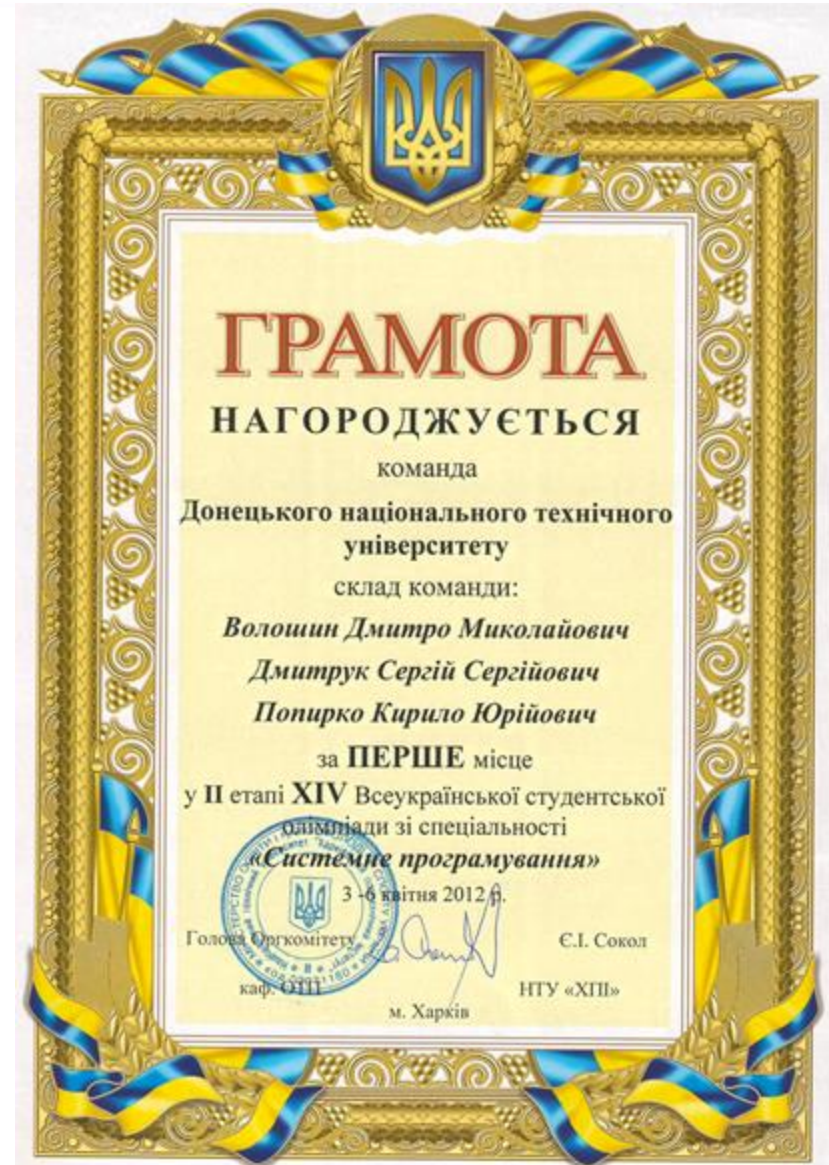 ГРАМОТА
НАГОРОДЖУЄТЬСЯ
команда
Донецького національного технічного
університету
склад команди:
Волошин Дмитро Миколайович
Дмитрук Сергій Сергійович
Попирко Кирило Юрійович
за ПЕРШЕ місце
у II етапі XIV Всеукраїнської студентської
олімпіади зі спеціальності
«Системне програмування»
3 -6 квітня 2012 р.
Голова Оргкомітету Є.І. Сокол
каф. ОТП НТУ «ХПІ»
м. Харків